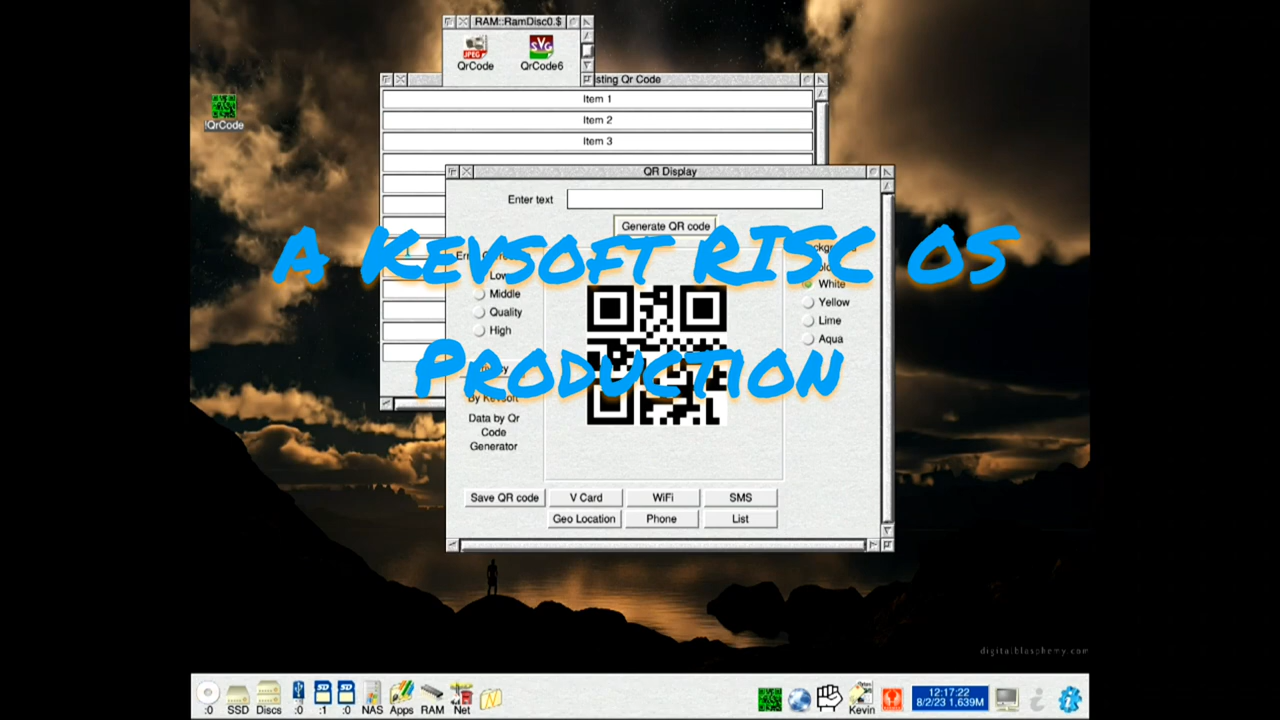 RAM::RamDisc0.$
QrCode
QrCode6
sting Qr Code
!QrCode
Item 1
Item 2
Item 3
QR Display
Enter text
Generate QR code
A Kevsoft RISC OS
Production
Low
Middle
Quality
High
White
Yellow
Lime
Aqua
By Kevsoft
Data by Qr
Code
Generator
Save QR code
V Card
WiFi
SMS
Geo Location
Phone
List
digitalblasphemy.com
:0
SSD
Discs
:0
:1
:0
NAS
Apps
RAM
Net
Kevin
12:17:22
8/2/23 1,639M